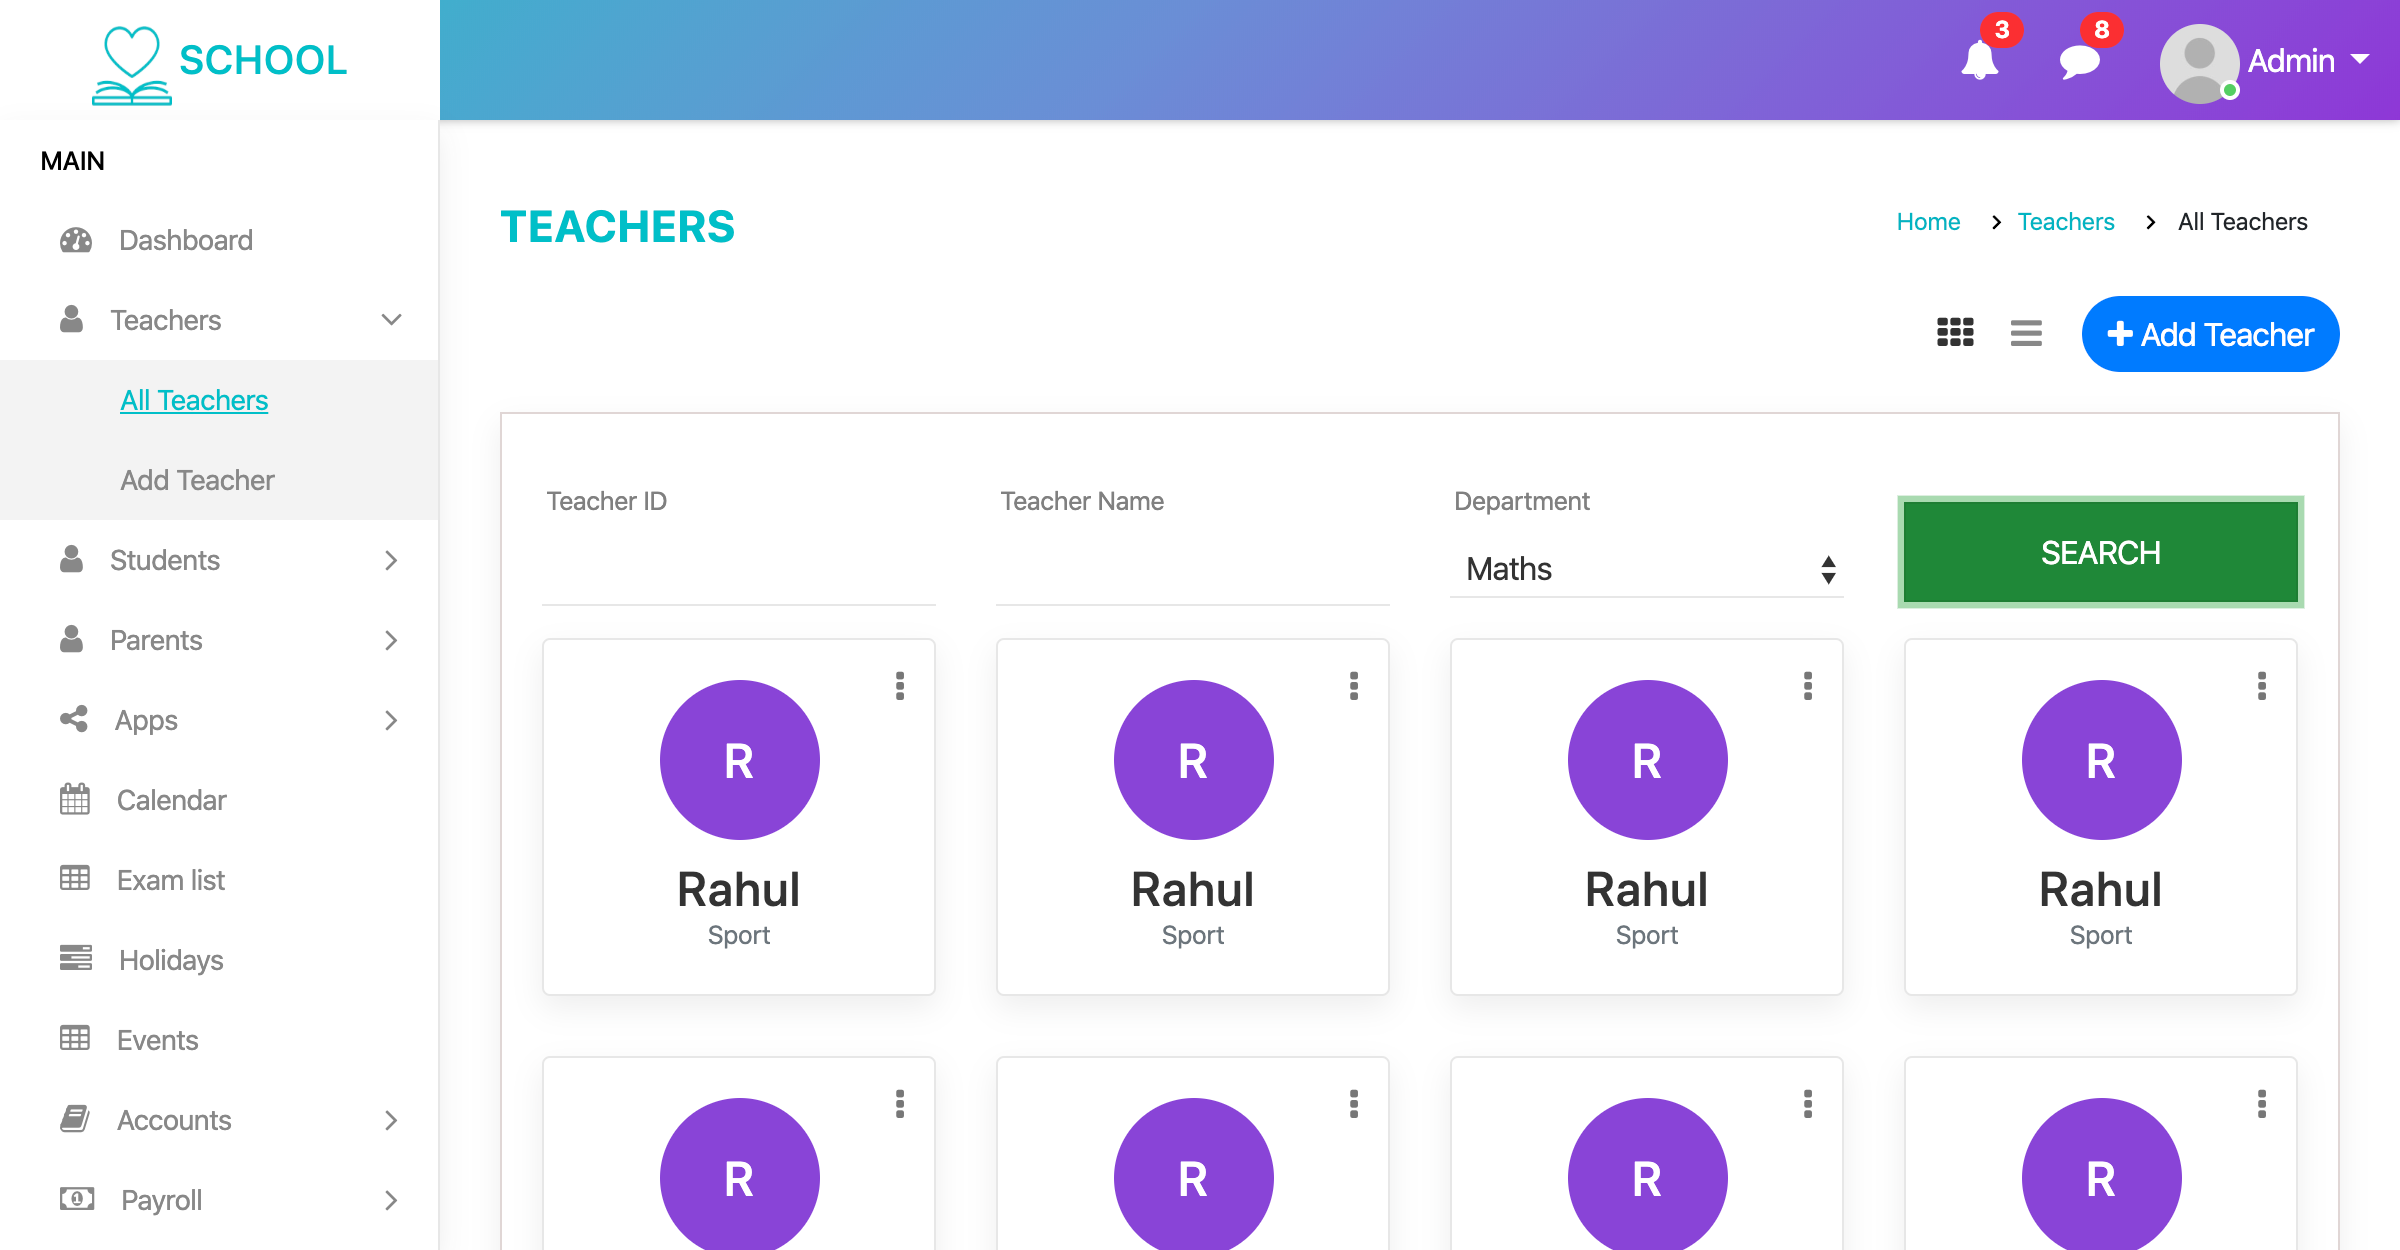 SCHOOL
3
8
Admin
MAIN
Dashboard
Teachers
All Teachers
Add Teacher
Students
Parents
Apps
Calendar
Exam list
Holidays
Events
Accounts
Payroll
TEACHERS
Home
Teachers
All Teachers
Add Teacher
Teacher ID
Teacher Name
Department
Maths
SEARCH
R
Rahul
Sport
R
Rahul
Sport
R
Rahul
Sport
R
Rahul
Sport
R
R
R
R